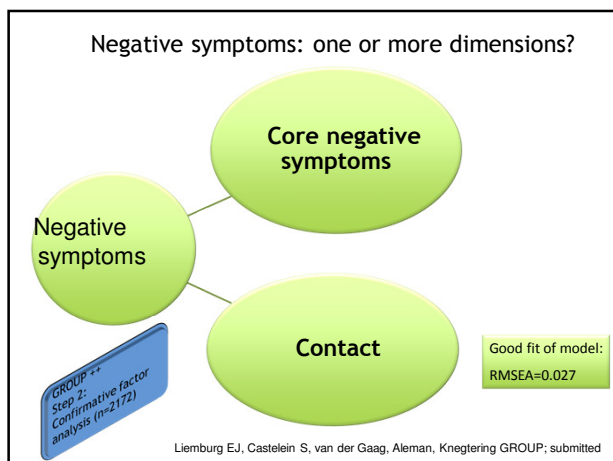 Negative symptoms: one or more dimensions?
Core negative
symptoms
Negative
symptoms
Contact
GROUP ++
Step 2:
Confirmative factor
analysis (n=2172)
Good fit of model:
RMSEA=0.027
Liemburg EJ, Castelein S, van der Gaag, Aleman, Knegtering GROUP; submitted